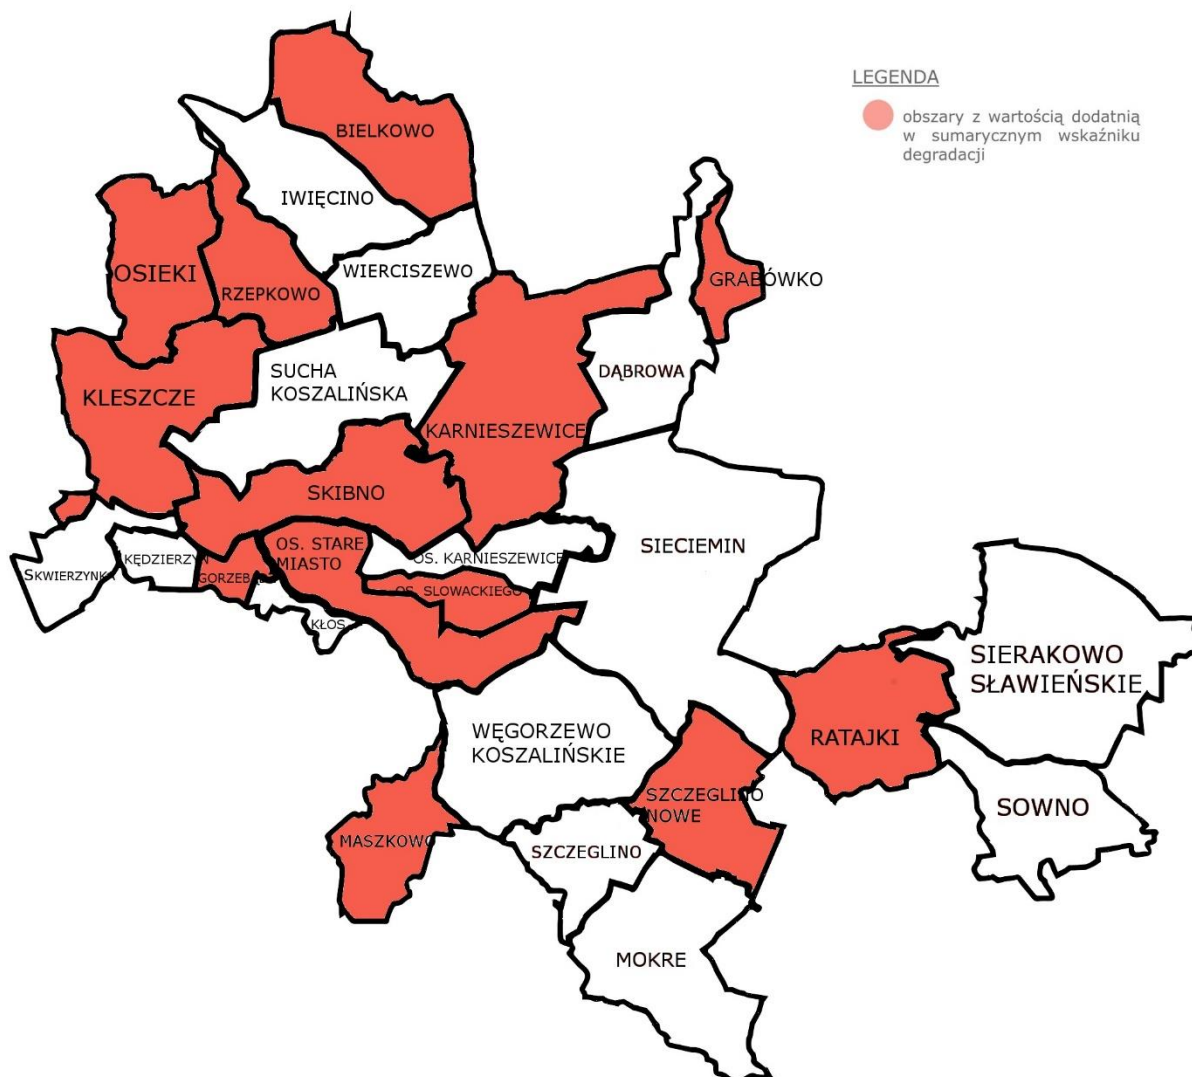 LEGENDA
obszary z wartością dodatnią
w sumarycznym wskaźniku
degradacji
BIELKOWO
IWIĘCINO
WIERCISZEWO
OSIEKI
RZEPKOWO
GRABÓWKO
KLESZCZE
SUCHA
KOSZALIŃSKA
DĄBROWA
KARNIESZEWICE
SKIBNO
OS. STARE
MIASTO
OS. KARNIESZEWICE
SIECIEMIN
SKWIERZYNKA
KĘDZIERZYN
GORZEBĄDZ
OS. SLOWACKIEGO
KŁOS
SIERAKOWO
SŁAWIEŃSKIE
RATAJKI
WĘGORZEWO
KOSZALIŃSKIE
SZCZEGLINO
NOWE
SOWNO
MASZKOWO
SZCZEGLINO
MOKRE